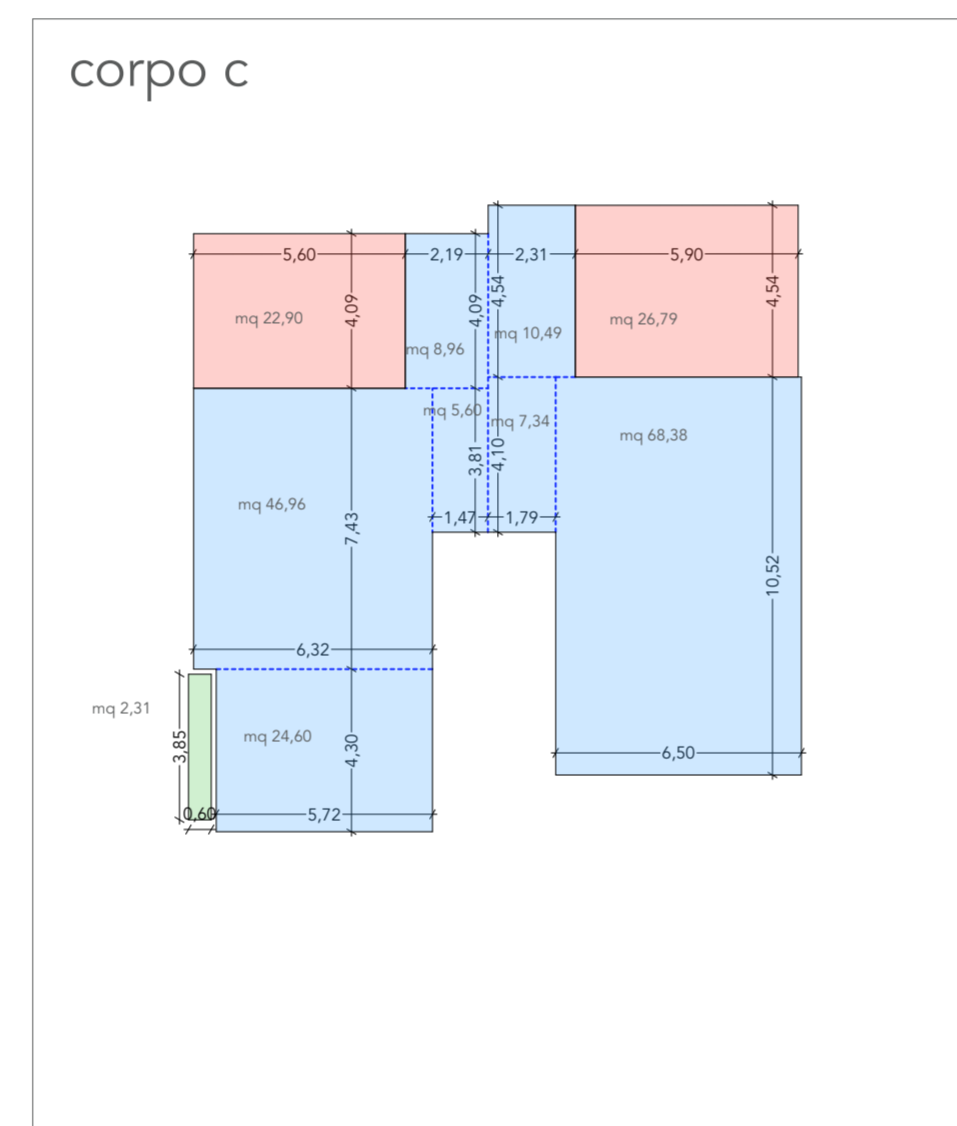 corpo c
5,60
2,19
2,31
5,90
4,09
4,09
4,54
4,54
mq 22,90
mq 8,96
mq 10,49
mq 26,79
mq 5,60
mq 7,34
mq 68,38
3,81
4,10
mq 46,96
7,43
1,47
1,79
10,52
6,32
mq 2,31
3,85
mq 24,60
4,30
6,50
0,60
5,72